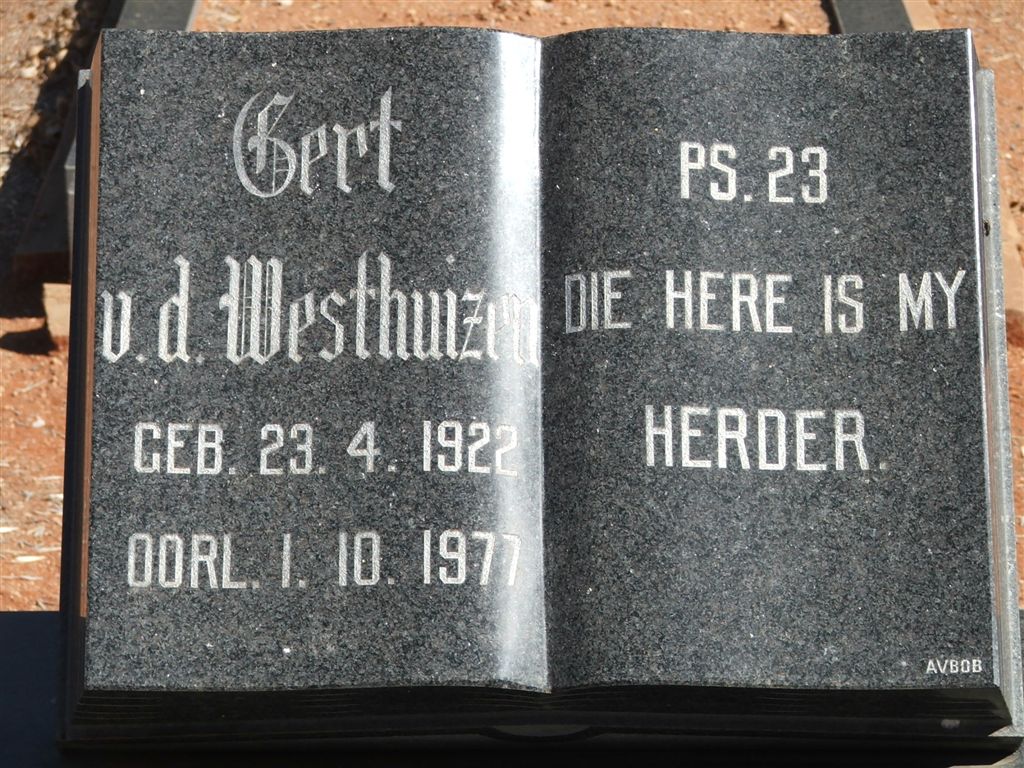 Gert
v.d. Westhuizen
GEB. 23. 4. 1922
OORL. 1. 10. 1977
PS. 23
DIE HERE IS MY
HERDER.
AVBOB